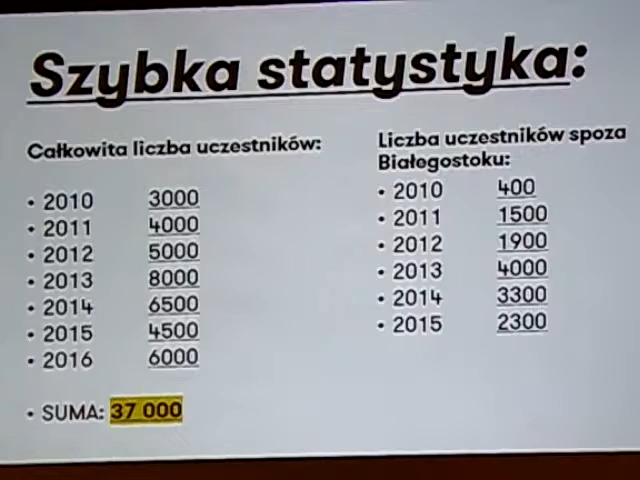 Szybka statystyka:
Całkowita liczba uczestników:
• 2010 3000
• 2011 4000
• 2012 5000
• 2013 8000
• 2014 6500
• 2015 4500
• 2016 6000
• SUMA: 37 000
Liczba uczestników spoza
Białegostoku:
• 2010 400
• 2011 1500
• 2012 1900
• 2013 4000
• 2014 3300
• 2015 2300